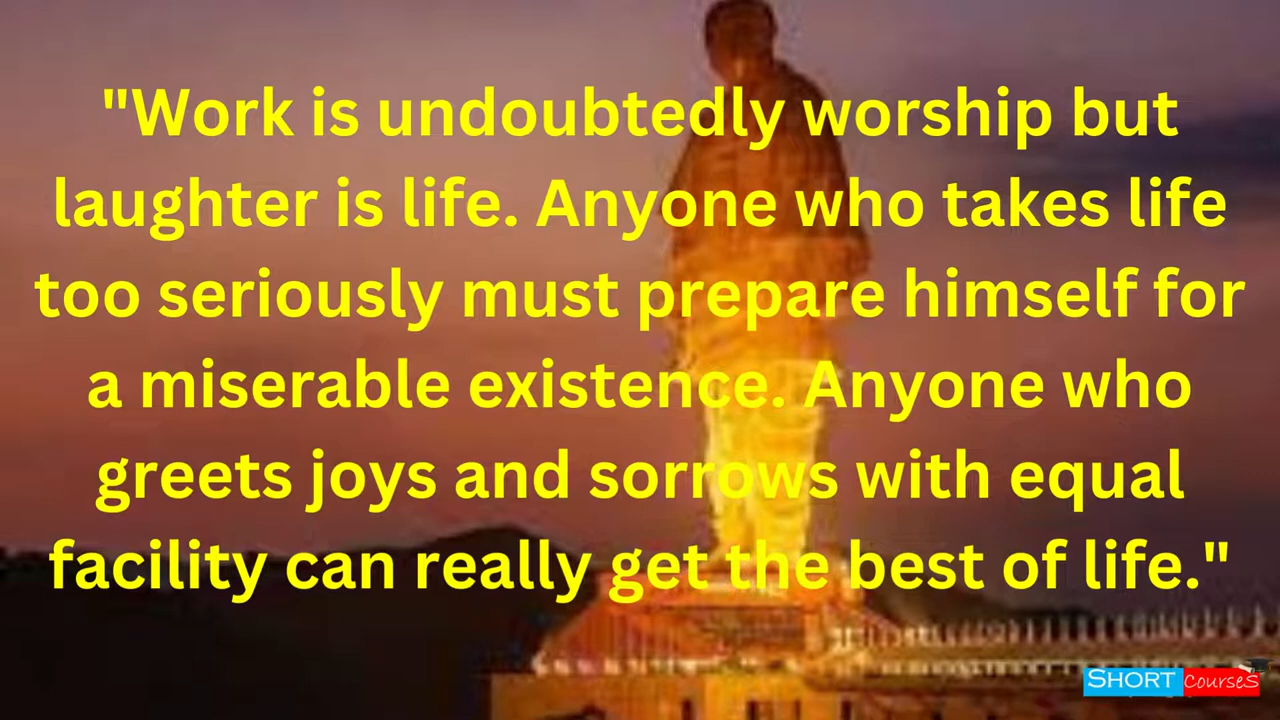 "Work is undoubtedly worship but
laughter is life. Anyone who takes life
too seriously must prepare himself for
a miserable existence. Anyone who
greets joys and sorrows with equal
facility can really get the best of life."
SHORT CourseS